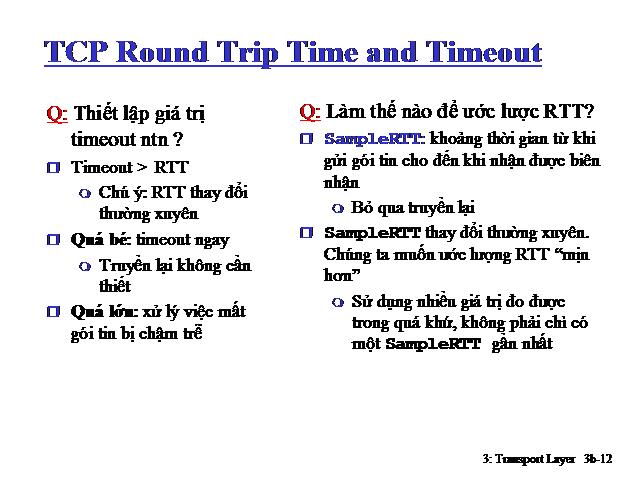 TCP Round Trip Time and Timeout
Q: Thiết lập giá trị
timeout ntn ?
Timeout > RTT
Chú ý: RTT thay đổi
thường xuyên
Quá bé: timeout ngay
Truyền lại không cần
thiết
Quá lớn: xử lý việc mất
gói tin bị chậm trễ
Q: Làm thế nào để ước lược RTT?
SampleRTT: khoảng thời gian từ khi
gửi gói tin cho đến khi nhận được biên
nhận
Bỏ qua truyền lại
SampleRTT thay đổi thường xuyên.
Chúng ta muốn ước lượng RTT “mịn
hơn”
Sử dụng nhiều giá trị đo được
trong quá khứ, không phải chỉ có
một SampleRTT gần nhất
3: Transport Layer 3b-12